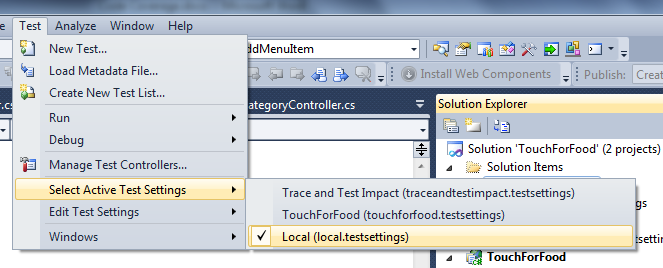 Test Analyze Window Help
New Test...
Load Metadata File...
Create New Test List...
Run
Debug
Manage Test Controllers...
Select Active Test Settings
Edit Test Settings
Windows
Trace and Test Impact (traceandtestimpact.testsettings)
TouchForFood (touchforfood.testsettings)
Local (local.testsettings)
ddMenuItem
Install Web Components
Publish: Creat
ategoryController.cs
Solution Explorer
Solution 'TouchForFood' (2 projects)
Solution Items
TouchForFood